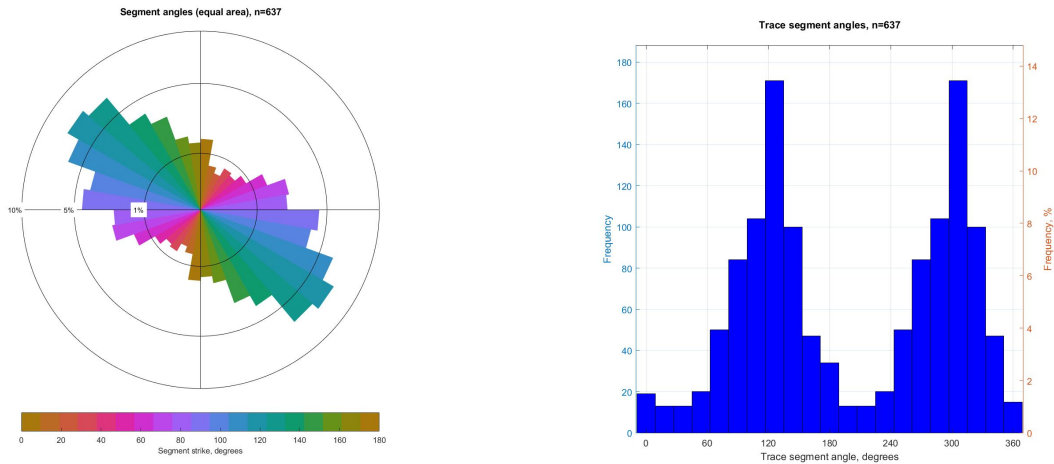 Segment angles (equal area), n=637
10%
5%
1%
0 20 40 60 80 100 120 140 160 180
Segment strike, degrees
Trace segment angles, n=637
180
160
140
120
100
80
60
40
20
0
Frequency
14
12
10
8
6
4
2
0
Frequency, %
0 60 120 180 240 300 360
Trace segment angle, degrees